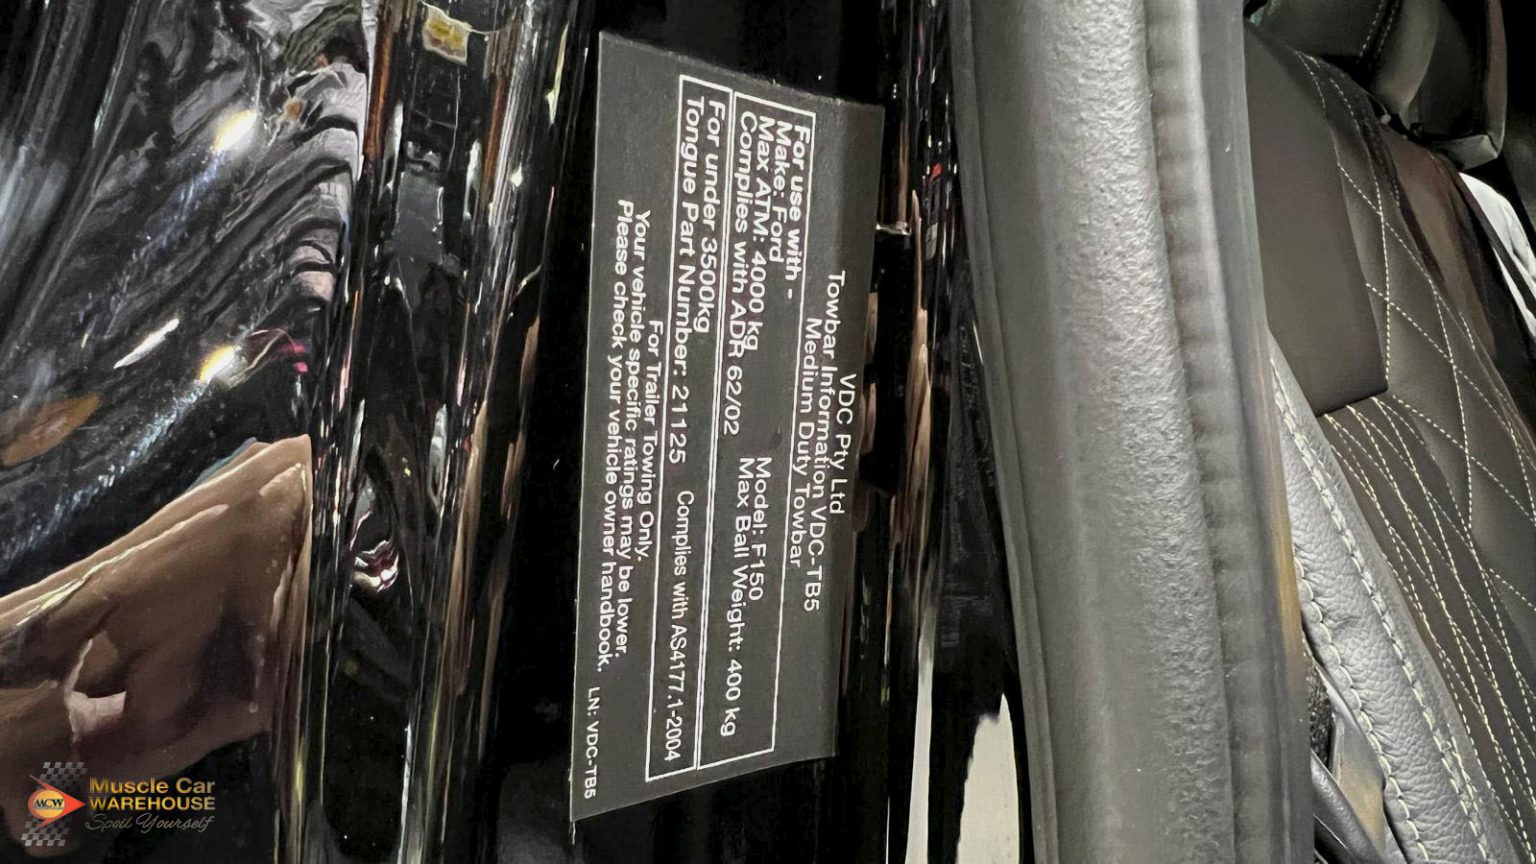 VDC Pty Ltd
Towbar Information VDC-TB5
Medium Duty Towbar
For use with -
Make: Ford Model: F150
Max ATM: 4000 kg Max Ball Weight: 400 kg
Complies with ADR 62/02
For under 3500kg
Tongue Part Number: 21125 Complies with AS4177.1-2004
For Trailer Towing Only.
Your vehicle specific ratings may be lower.
Please check your vehicle owner handbook.
LN: VDC-TB5
MCW
Muscle Car
WAREHOUSE
Spoil Yourself